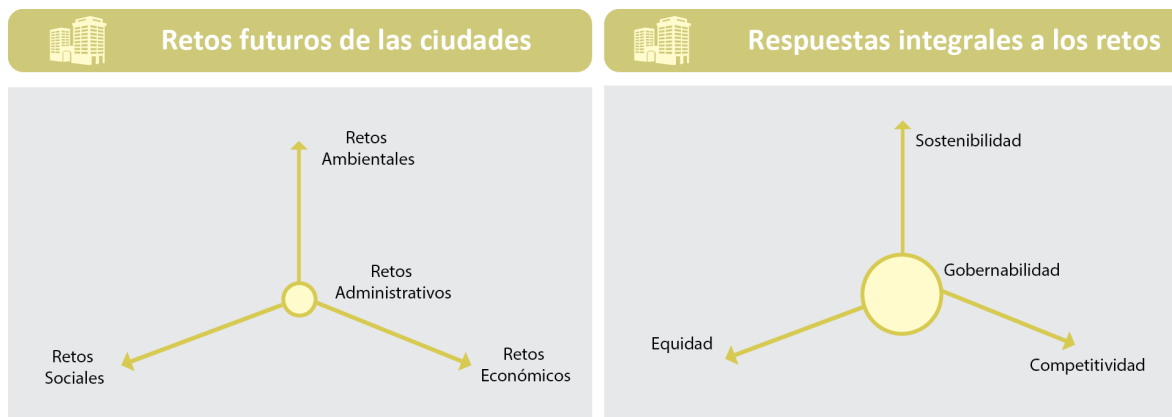 Retos futuros de las ciudades
Retos
Ambientales
Retos
Administrativos
Retos
Sociales
Retos
Económicos
Respuestas integrales a los retos
Sostenibilidad
Gobernabilidad
Equidad
Competitividad